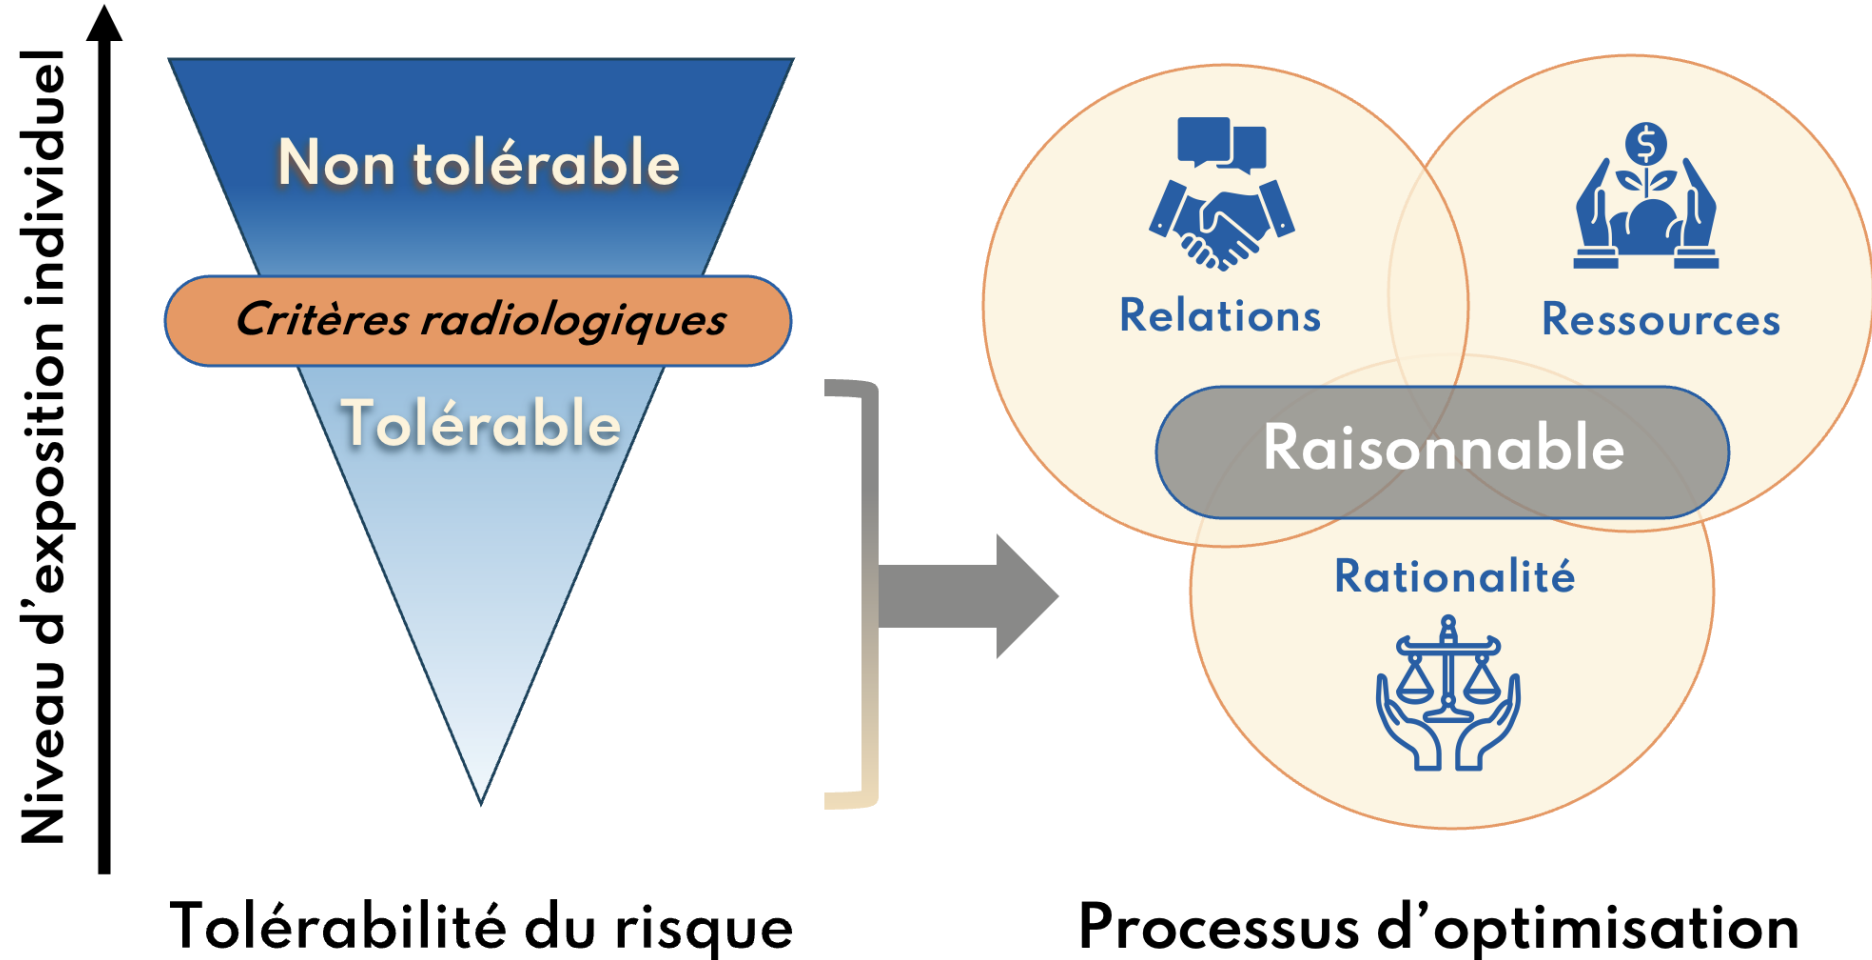 Niveau d'exposition individuel
Non tolérable
Critères radiologiques
Tolérable
Tolérabilité du risque
Relations
$
Ressources
Raisonnable
Rationalité
Processus d'optimisation